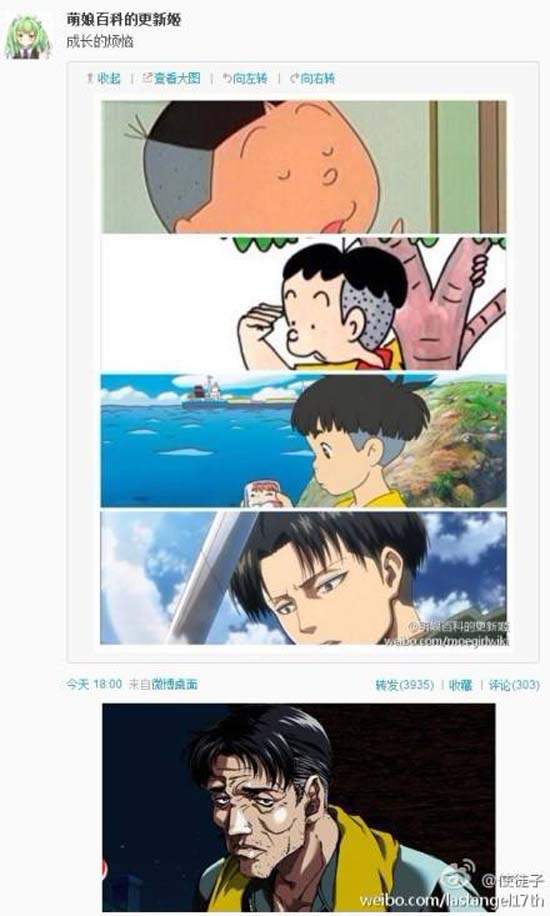 萌娘百科的更新姬
成长的烦恼
收起 | 查看大图 | 向左转 | 向右转
@萌娘百科的更新姬
weibo.com/moegirlwiki
今天 18:00 来自微博桌面
转发(3935) | 收藏 | 评论(303)
@使徒子
weibo.com/lastangel17th